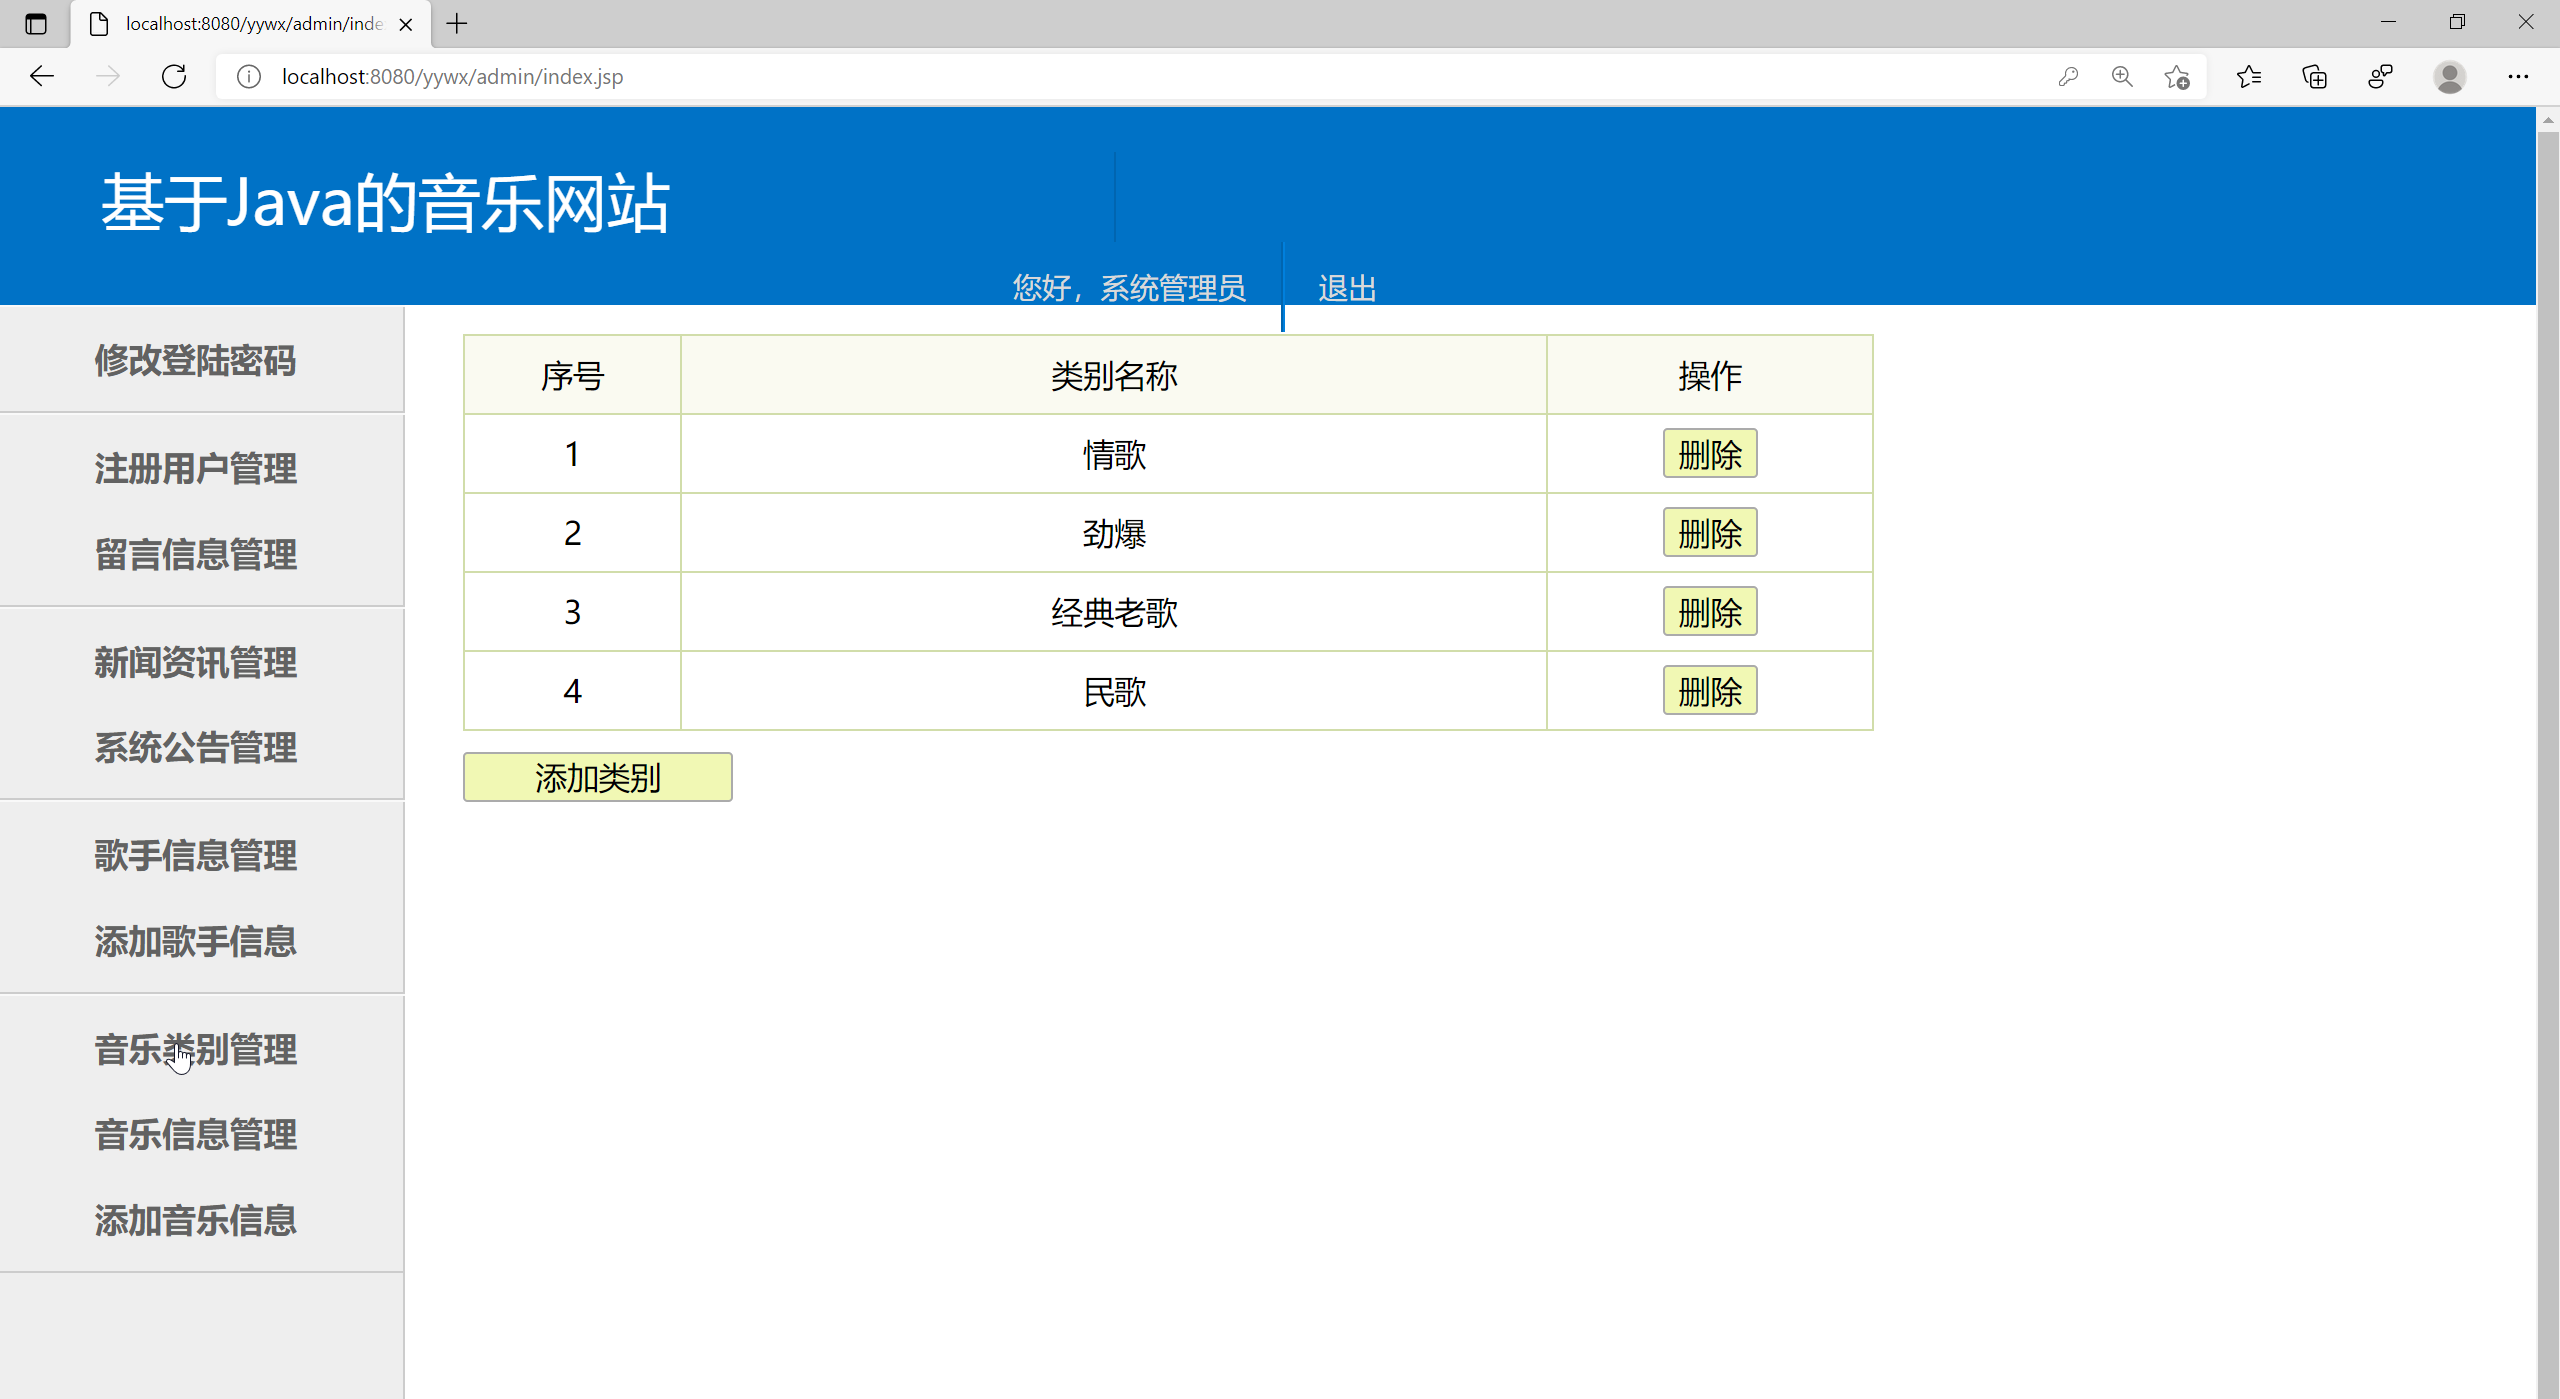 localhost:8080/yywx/admin/inde
localhost:8080/yywx/admin/index.jsp
基于Java的音乐网站
您好，系统管理员 退出
修改登陆密码
注册用户管理
留言信息管理
新闻资讯管理
系统公告管理
歌手信息管理
添加歌手信息
音乐类别管理
音乐信息管理
添加音乐信息
序号 类别名称 操作
1 情歌 删除
2 劲爆 删除
3 经典老歌 删除
4 民歌 删除
添加类别